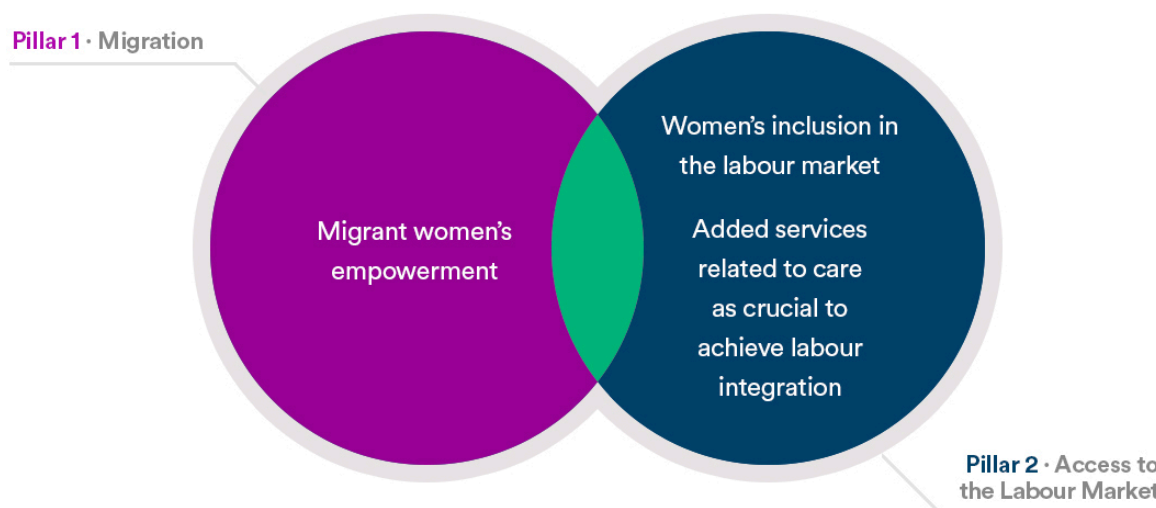 Pillar 1 · Migration
Migrant women’s
empowerment
Women’s inclusion in
the labour market
Added services
related to care
as crucial to
achieve labour
integration
Pillar 2 · Access to
the Labour Market